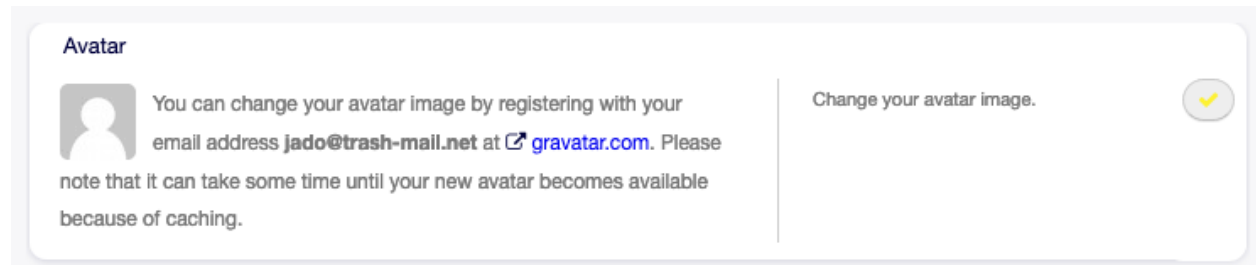 Avatar
You can change your avatar image by registering with your
email address jado@trash-mail.net at gravatar.com. Please
note that it can take some time until your new avatar becomes available
because of caching.
Change your avatar image.